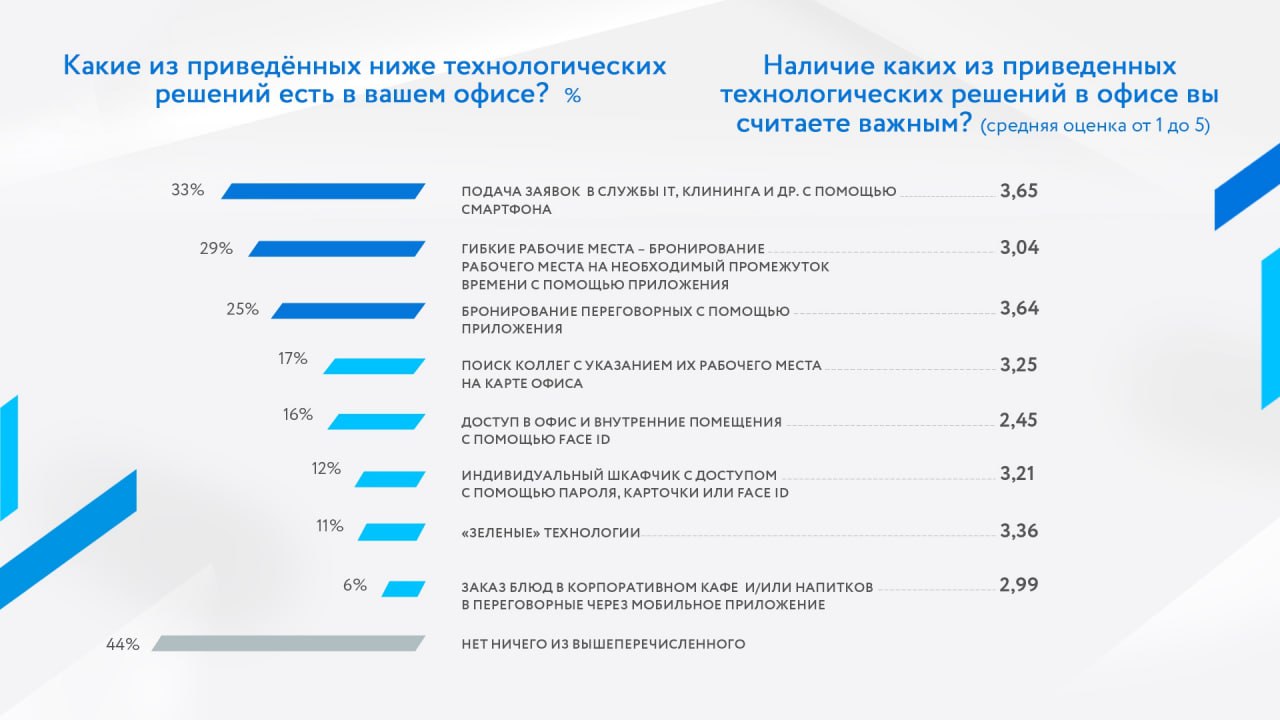 Какие из приведённых ниже технологических
решений есть в вашем офисе? %
Наличие каких из приведенных
технологических решений в офисе вы
считаете важным? (средняя оценка от 1 до 5)
33%
ПОДАЧА ЗАЯВОК В СЛУЖБЫ IT, КЛИНИНГА И ДР. С ПОМОЩЬЮ
СМАРТФОНА
3,65
29%
ГИБКИЕ РАБОЧИЕ МЕСТА – БРОНИРОВАНИЕ
РАБОЧЕГО МЕСТА НА НЕОБХОДИМЫЙ ПРОМЕЖУТОК
ВРЕМЕНИ С ПОМОЩЬЮ ПРИЛОЖЕНИЯ
3,04
25%
БРОНИРОВАНИЕ ПЕРЕГОВОРНЫХ С ПОМОЩЬЮ
ПРИЛОЖЕНИЯ
3,64
17%
ПОИСК КОЛЛЕГ С УКАЗАНИЕМ ИХ РАБОЧЕГО МЕСТА
НА КАРТЕ ОФИСА
3,25
16%
ДОСТУП В ОФИС И ВНУТРЕННИЕ ПОМЕЩЕНИЯ
С ПОМОЩЬЮ FACE ID
2,45
12%
ИНДИВИДУАЛЬНЫЙ ШКАФЧИК С ДОСТУПОМ
С ПОМОЩЬЮ ПАРОЛЯ, КАРТОЧКИ ИЛИ FACE ID
3,21
11%
«ЗЕЛЕНЫЕ» ТЕХНОЛОГИИ
3,36
6%
ЗАКАЗ БЛЮД В КОРПОРАТИВНОМ КАФЕ И/ИЛИ НАПИТКОВ
В ПЕРЕГОВОРНЫЕ ЧЕРЕЗ МОБИЛЬНОЕ ПРИЛОЖЕНИЕ
2,99
44%
НЕТ НИЧЕГО ИЗ ВЫШЕПЕРЕЧИСЛЕННОГО